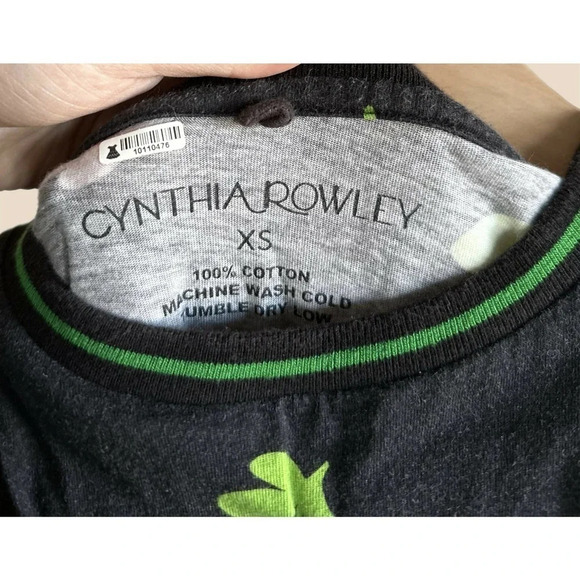 10110476
CYNTHIA ROWLEY
XS
100% COTTON
MACHINE WASH COLD
UMBLE DRY LOW